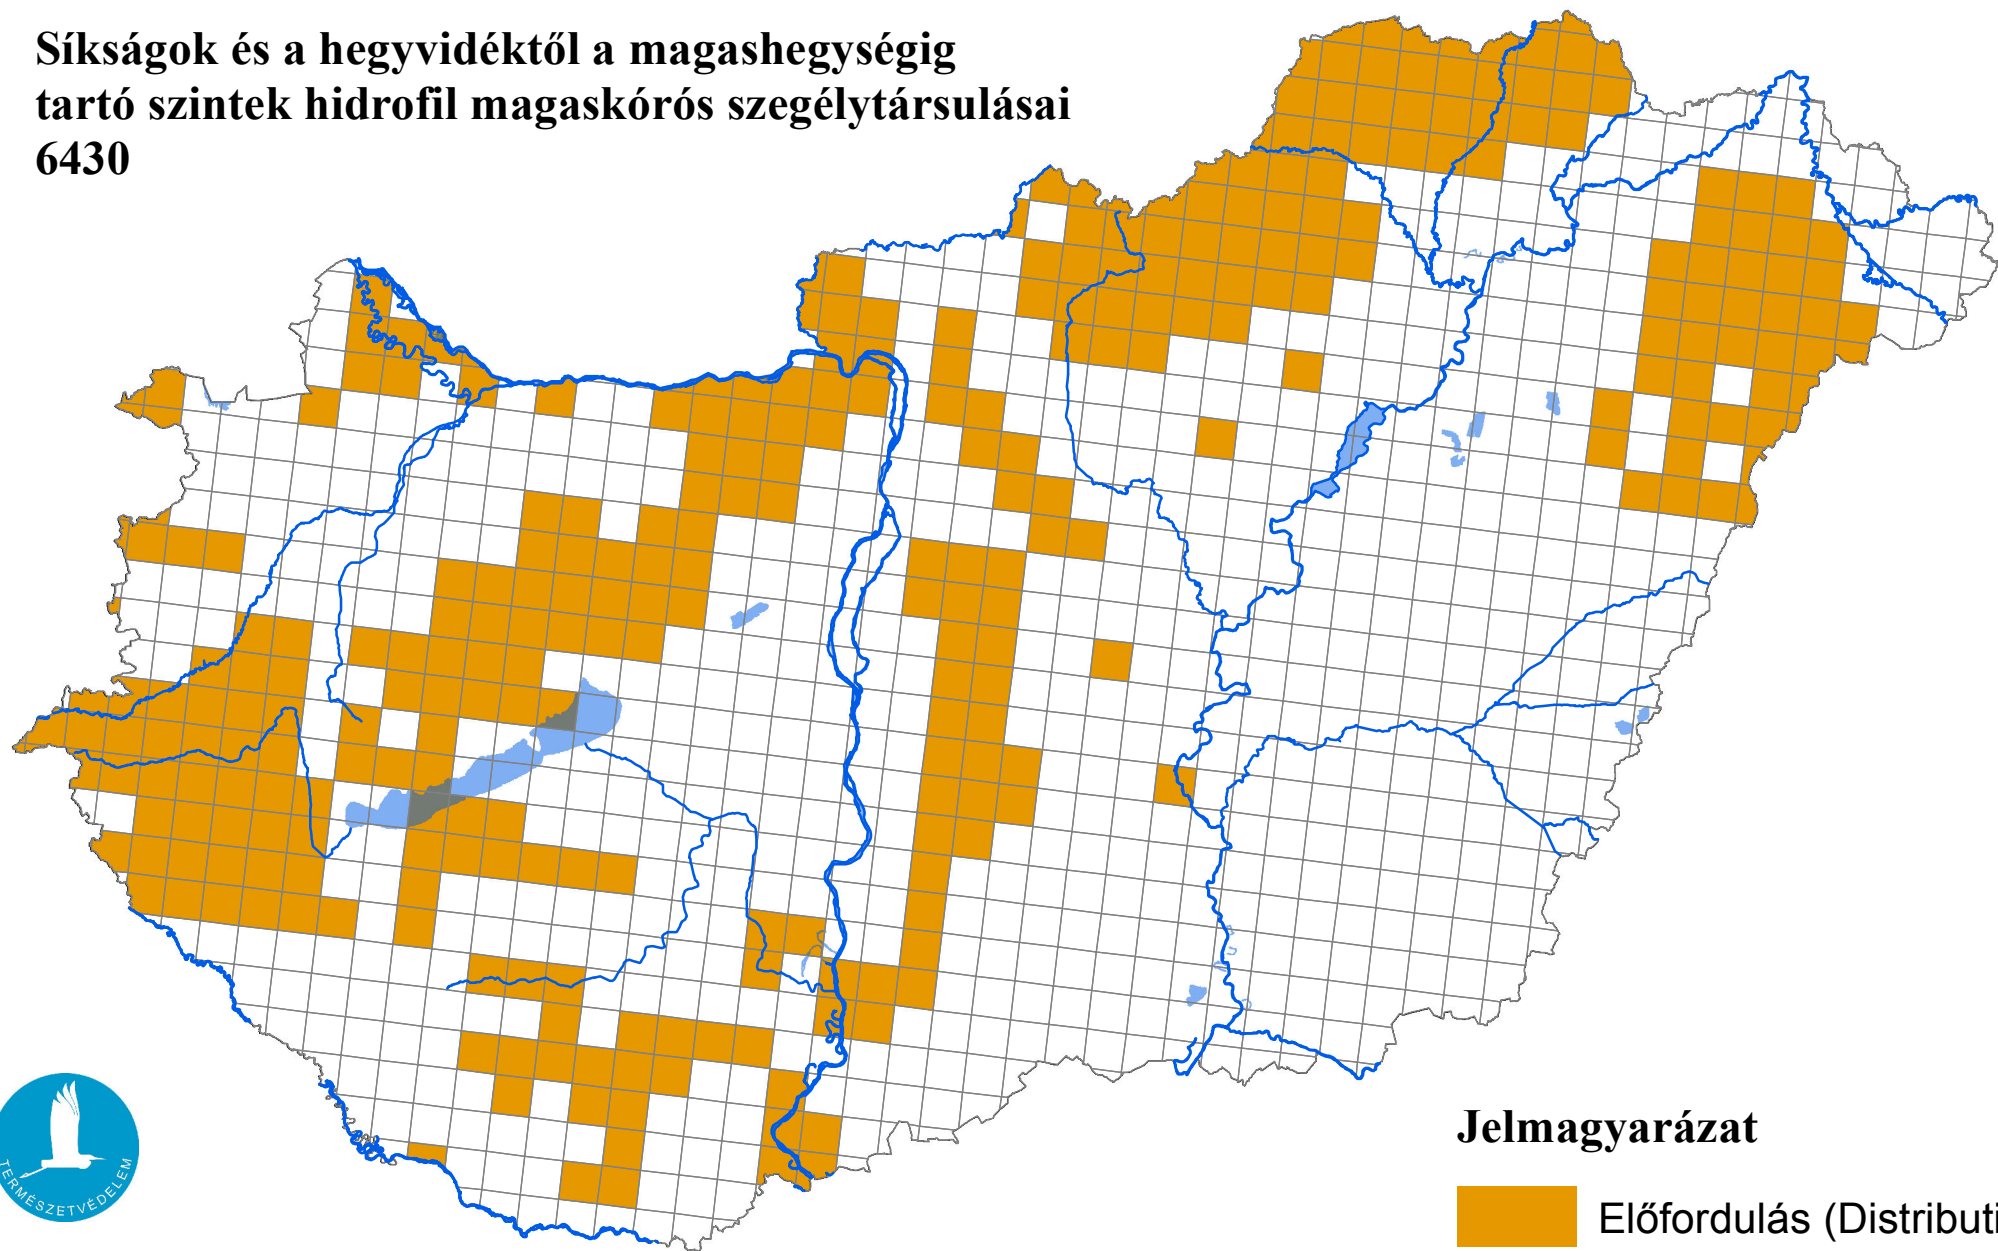 Síkságok és a hegyvidéktől a magashegységig
tartó szintek hidrofil magaskórós szegélytársulásai
6430
TERMÉSZETVÉDELEM
Jelmagyarázat
Előfordulás (Distributi